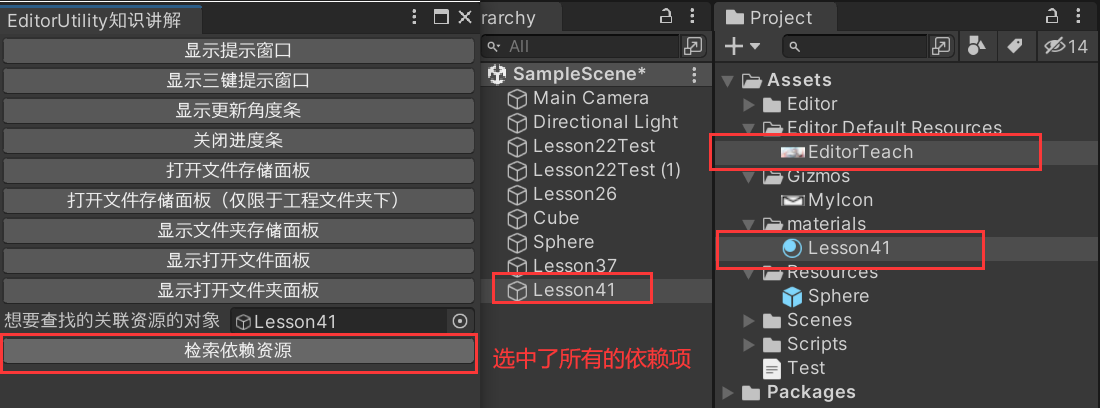 EditorUtility知识讲解
显示提示窗口
显示三键提示窗口
显示更新角度条
关闭进度条
打开文件存储面板
打开文件存储面板（仅限于工程文件夹下）
显示文件夹存储面板
显示打开文件面板
显示打开文件夹面板
想要查找的关联资源的对象 Lesson41
检索依赖资源
rarchy
All
SampleScene*
Main Camera
Directional Light
Lesson22Test
Lesson22Test (1)
Lesson26
Cube
Sphere
Lesson37
Lesson41
选中了所有的依赖项
Project
14
Assets
Editor
Editor Default Resources
EditorTeach
Gizmos
MyIcon
materials
Lesson41
Resources
Sphere
Scenes
Scripts
Test
Packages